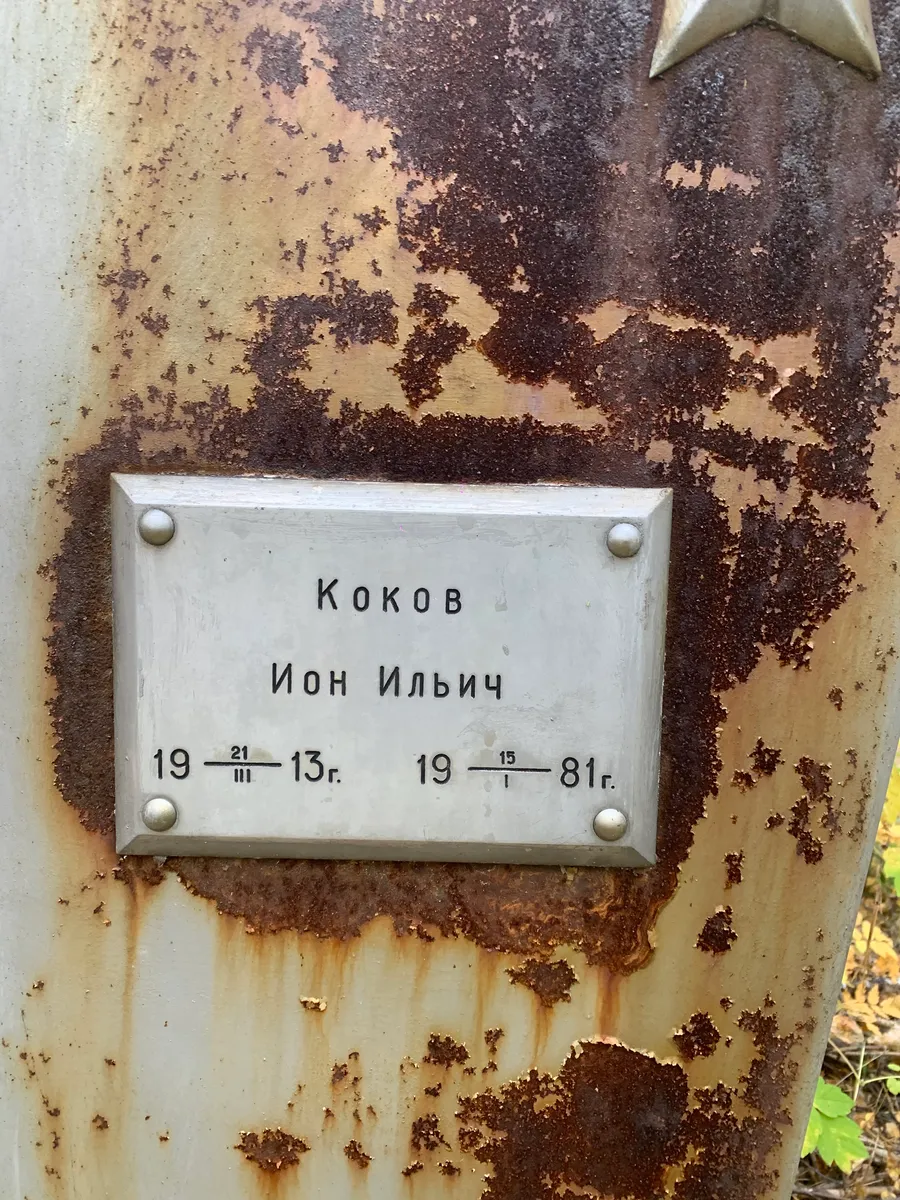 Коков
Ион Ильич
19 21/III 13г. 19 15/I 81г.